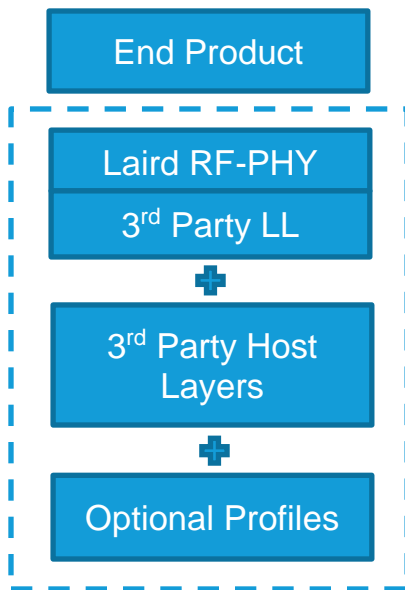 End Product
Laird RF-PHY
3rd Party LL
+
3rd Party Host
Layers
+
Optional Profiles